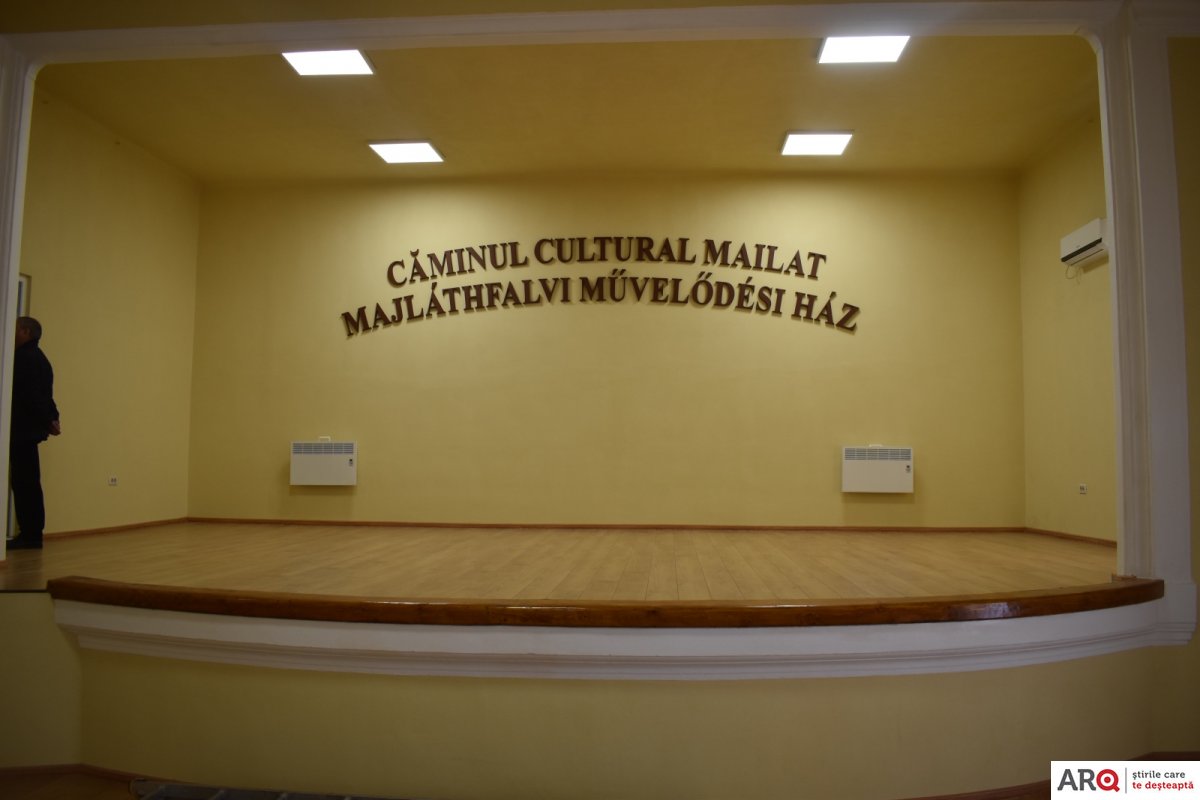 CĂMINUL CULTURAL MAILAT
MAJLÁTHFALVI MŰVELŐDÉSI HÁZ
ARQ
știrile care
te deșteaptă